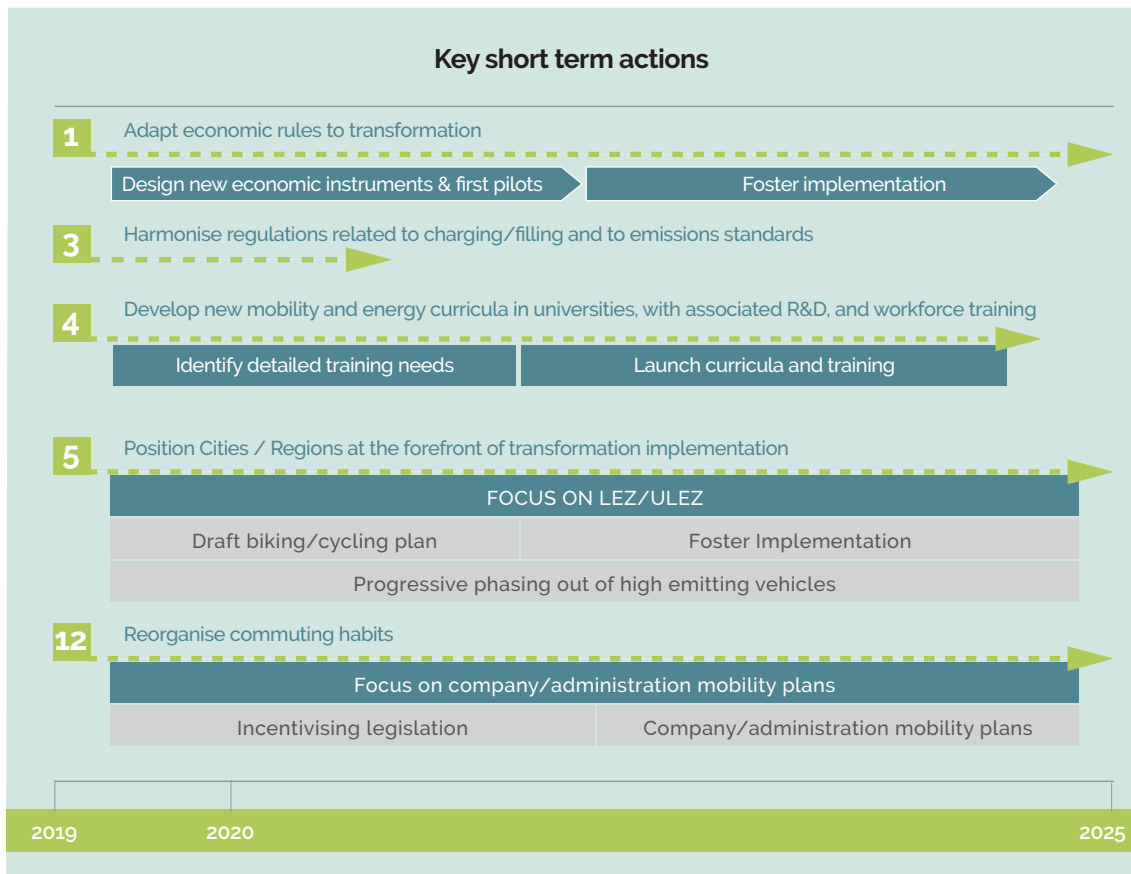 Key short term actions
1
Adapt economic rules to transformation
Design new economic instruments & first pilots
Foster implementation
3
Harmonise regulations related to charging/filling and to emissions standards
4
Develop new mobility and energy curricula in universities, with associated R&D, and workforce training
Identify detailed training needs
Launch curricula and training
5
Position Cities / Regions at the forefront of transformation implementation
FOCUS ON LEZ/ULEZ
Draft biking/cycling plan
Foster Implementation
Progressive phasing out of high emitting vehicles
12
Reorganise commuting habits
Focus on company/administration mobility plans
Incentivising legislation
Company/administration mobility plans
2019
2020
2025